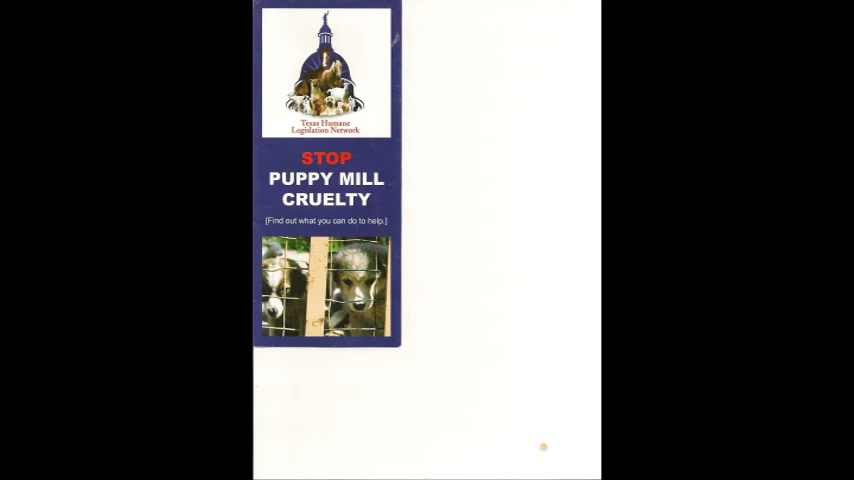 Texas Humane
Legislation Network
STOP
PUPPY MILL
CRUELTY
[Find out what you can do to help.]